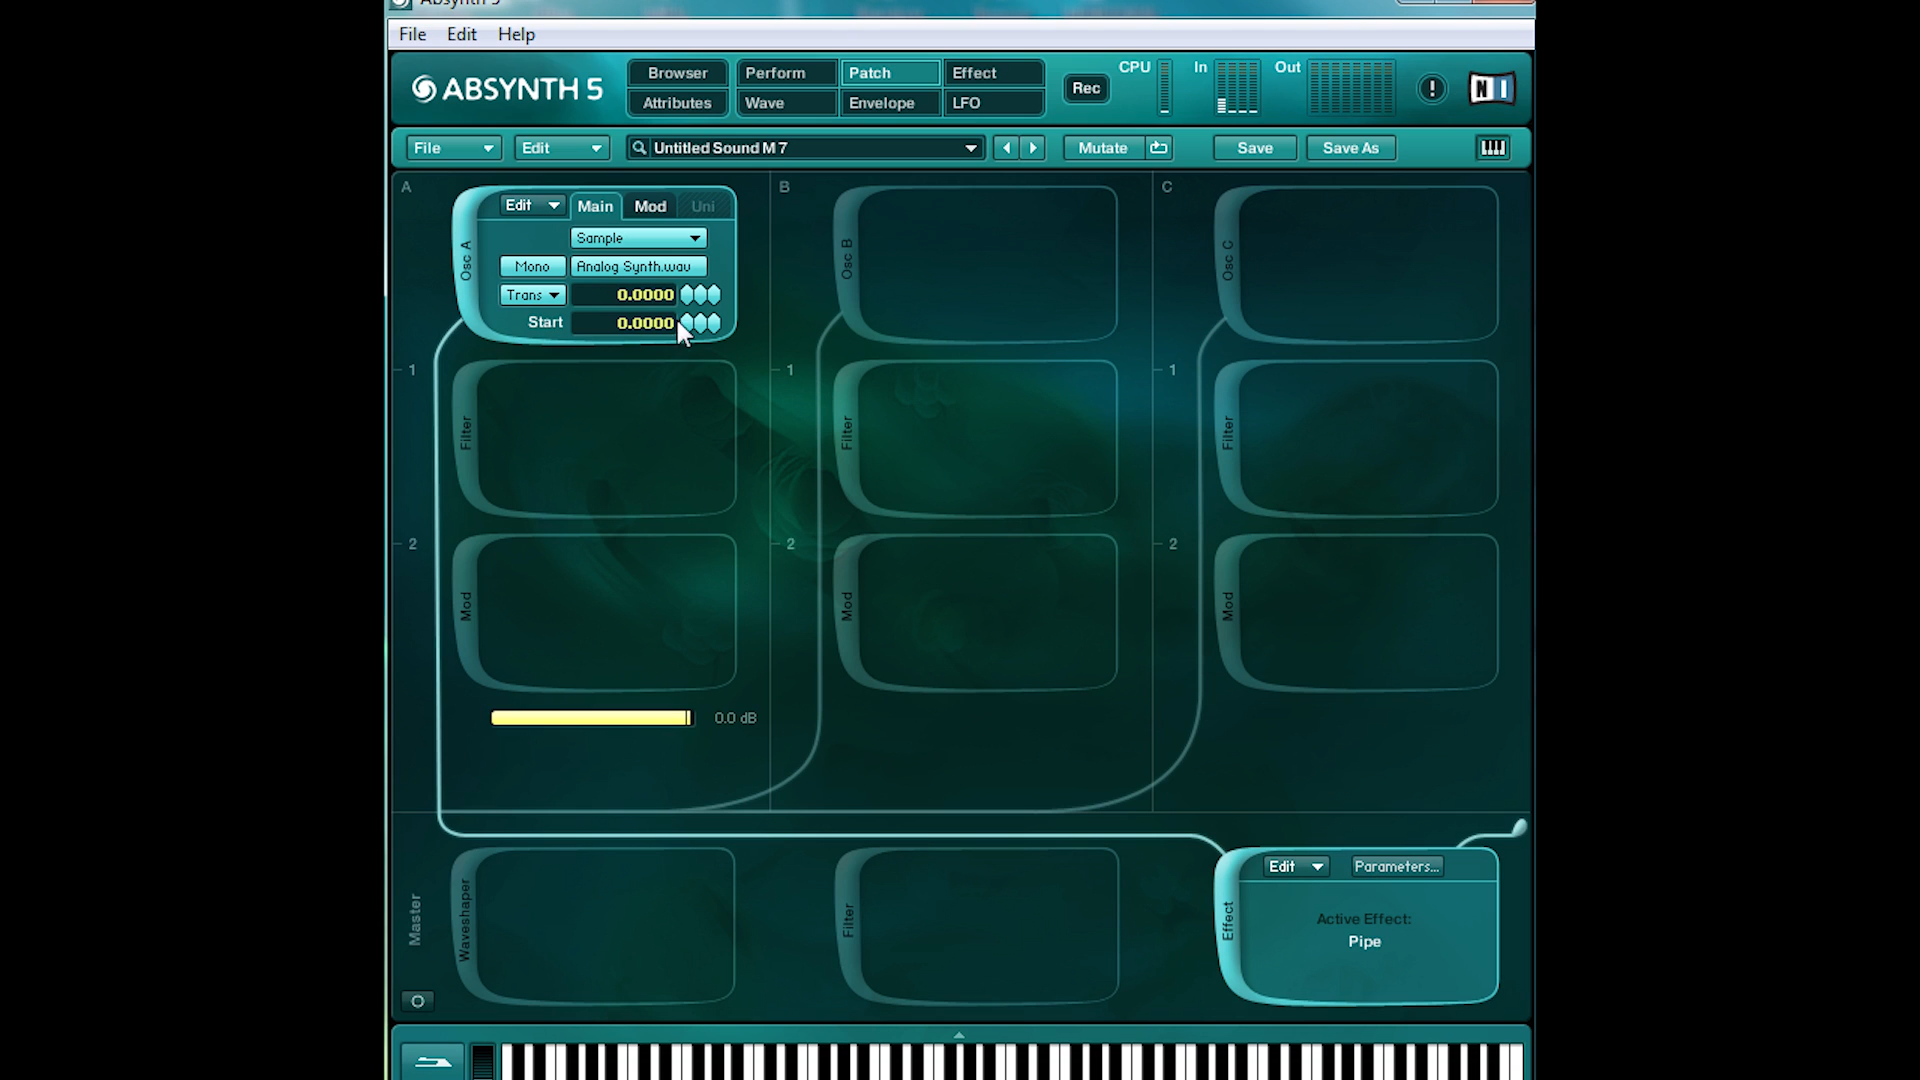 Absynth 5
File Edit Help
ABSYNTH 5
Browser Perform Patch Effect
Attributes Wave Envelope LFO
Rec
CPU In Out
!
NI
File Edit Untitled Sound M 7 Mutate Save Save As
A
Osc A
Edit Main Mod Uni
Sample
Mono Analog Synth.wav
Trans 0.0000
Start 0.0000
B
Osc B
C
Osc C
1
Filter
1
Filter
1
Filter
2
Mod
2
Mod
2
Mod
0.0 dB
Master
Waveshaper
Filter
Effect
Edit Parameters...
Active Effect:
Pipe